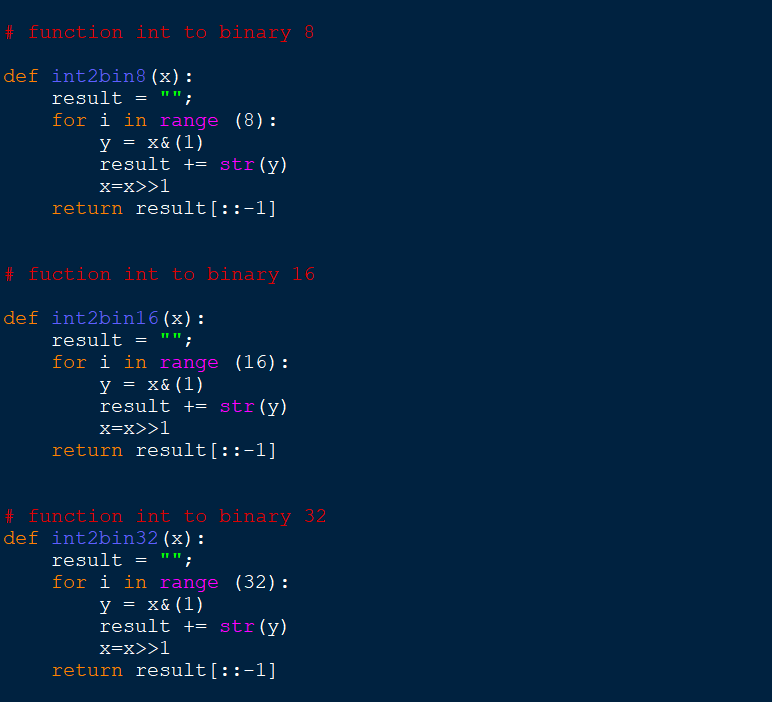 # function int to binary 8
def int2bin8(x):
    result = "";
    for i in range (8):
        y = x&(1)
        result += str(y)
        x=x>>1
    return result[::-1]
# fuction int to binary 16
def int2bin16(x):
    result = "";
    for i in range (16):
        y = x&(1)
        result += str(y)
        x=x>>1
    return result[::-1]
# function int to binary 32
def int2bin32(x):
    result = "";
    for i in range (32):
        y = x&(1)
        result += str(y)
        x=x>>1
    return result[::-1]